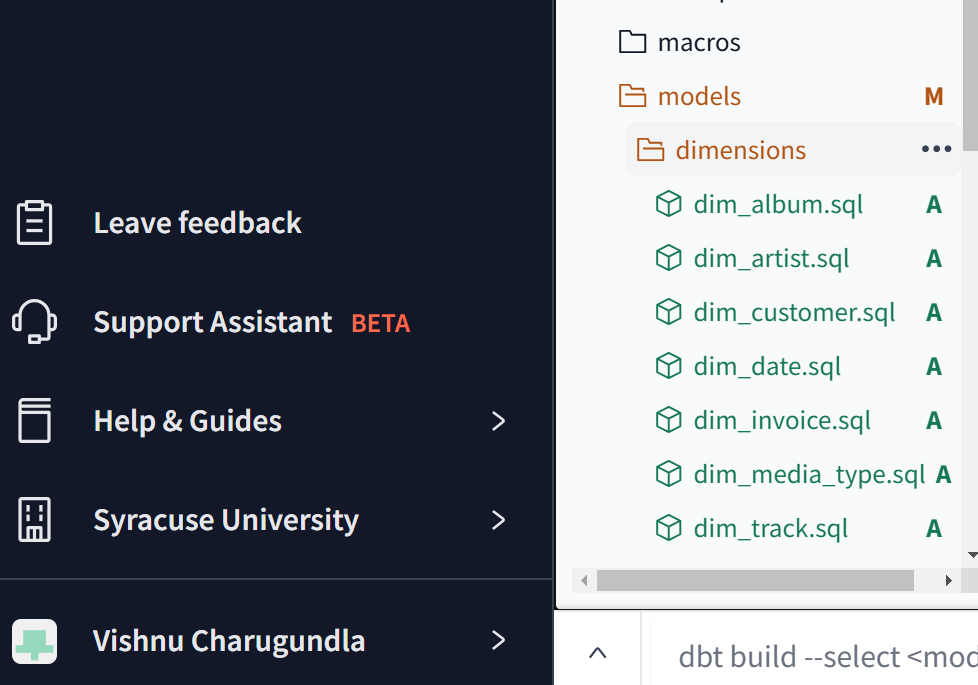 Leave feedback
Support Assistant BETA
Help & Guides
Syracuse University
Vishnu Charugundla
macros
models M
dimensions
dim_album.sql A
dim_artist.sql A
dim_customer.sql A
dim_date.sql A
dim_invoice.sql A
dim_media_type.sql A
dim_track.sql A
dbt build --select <mod